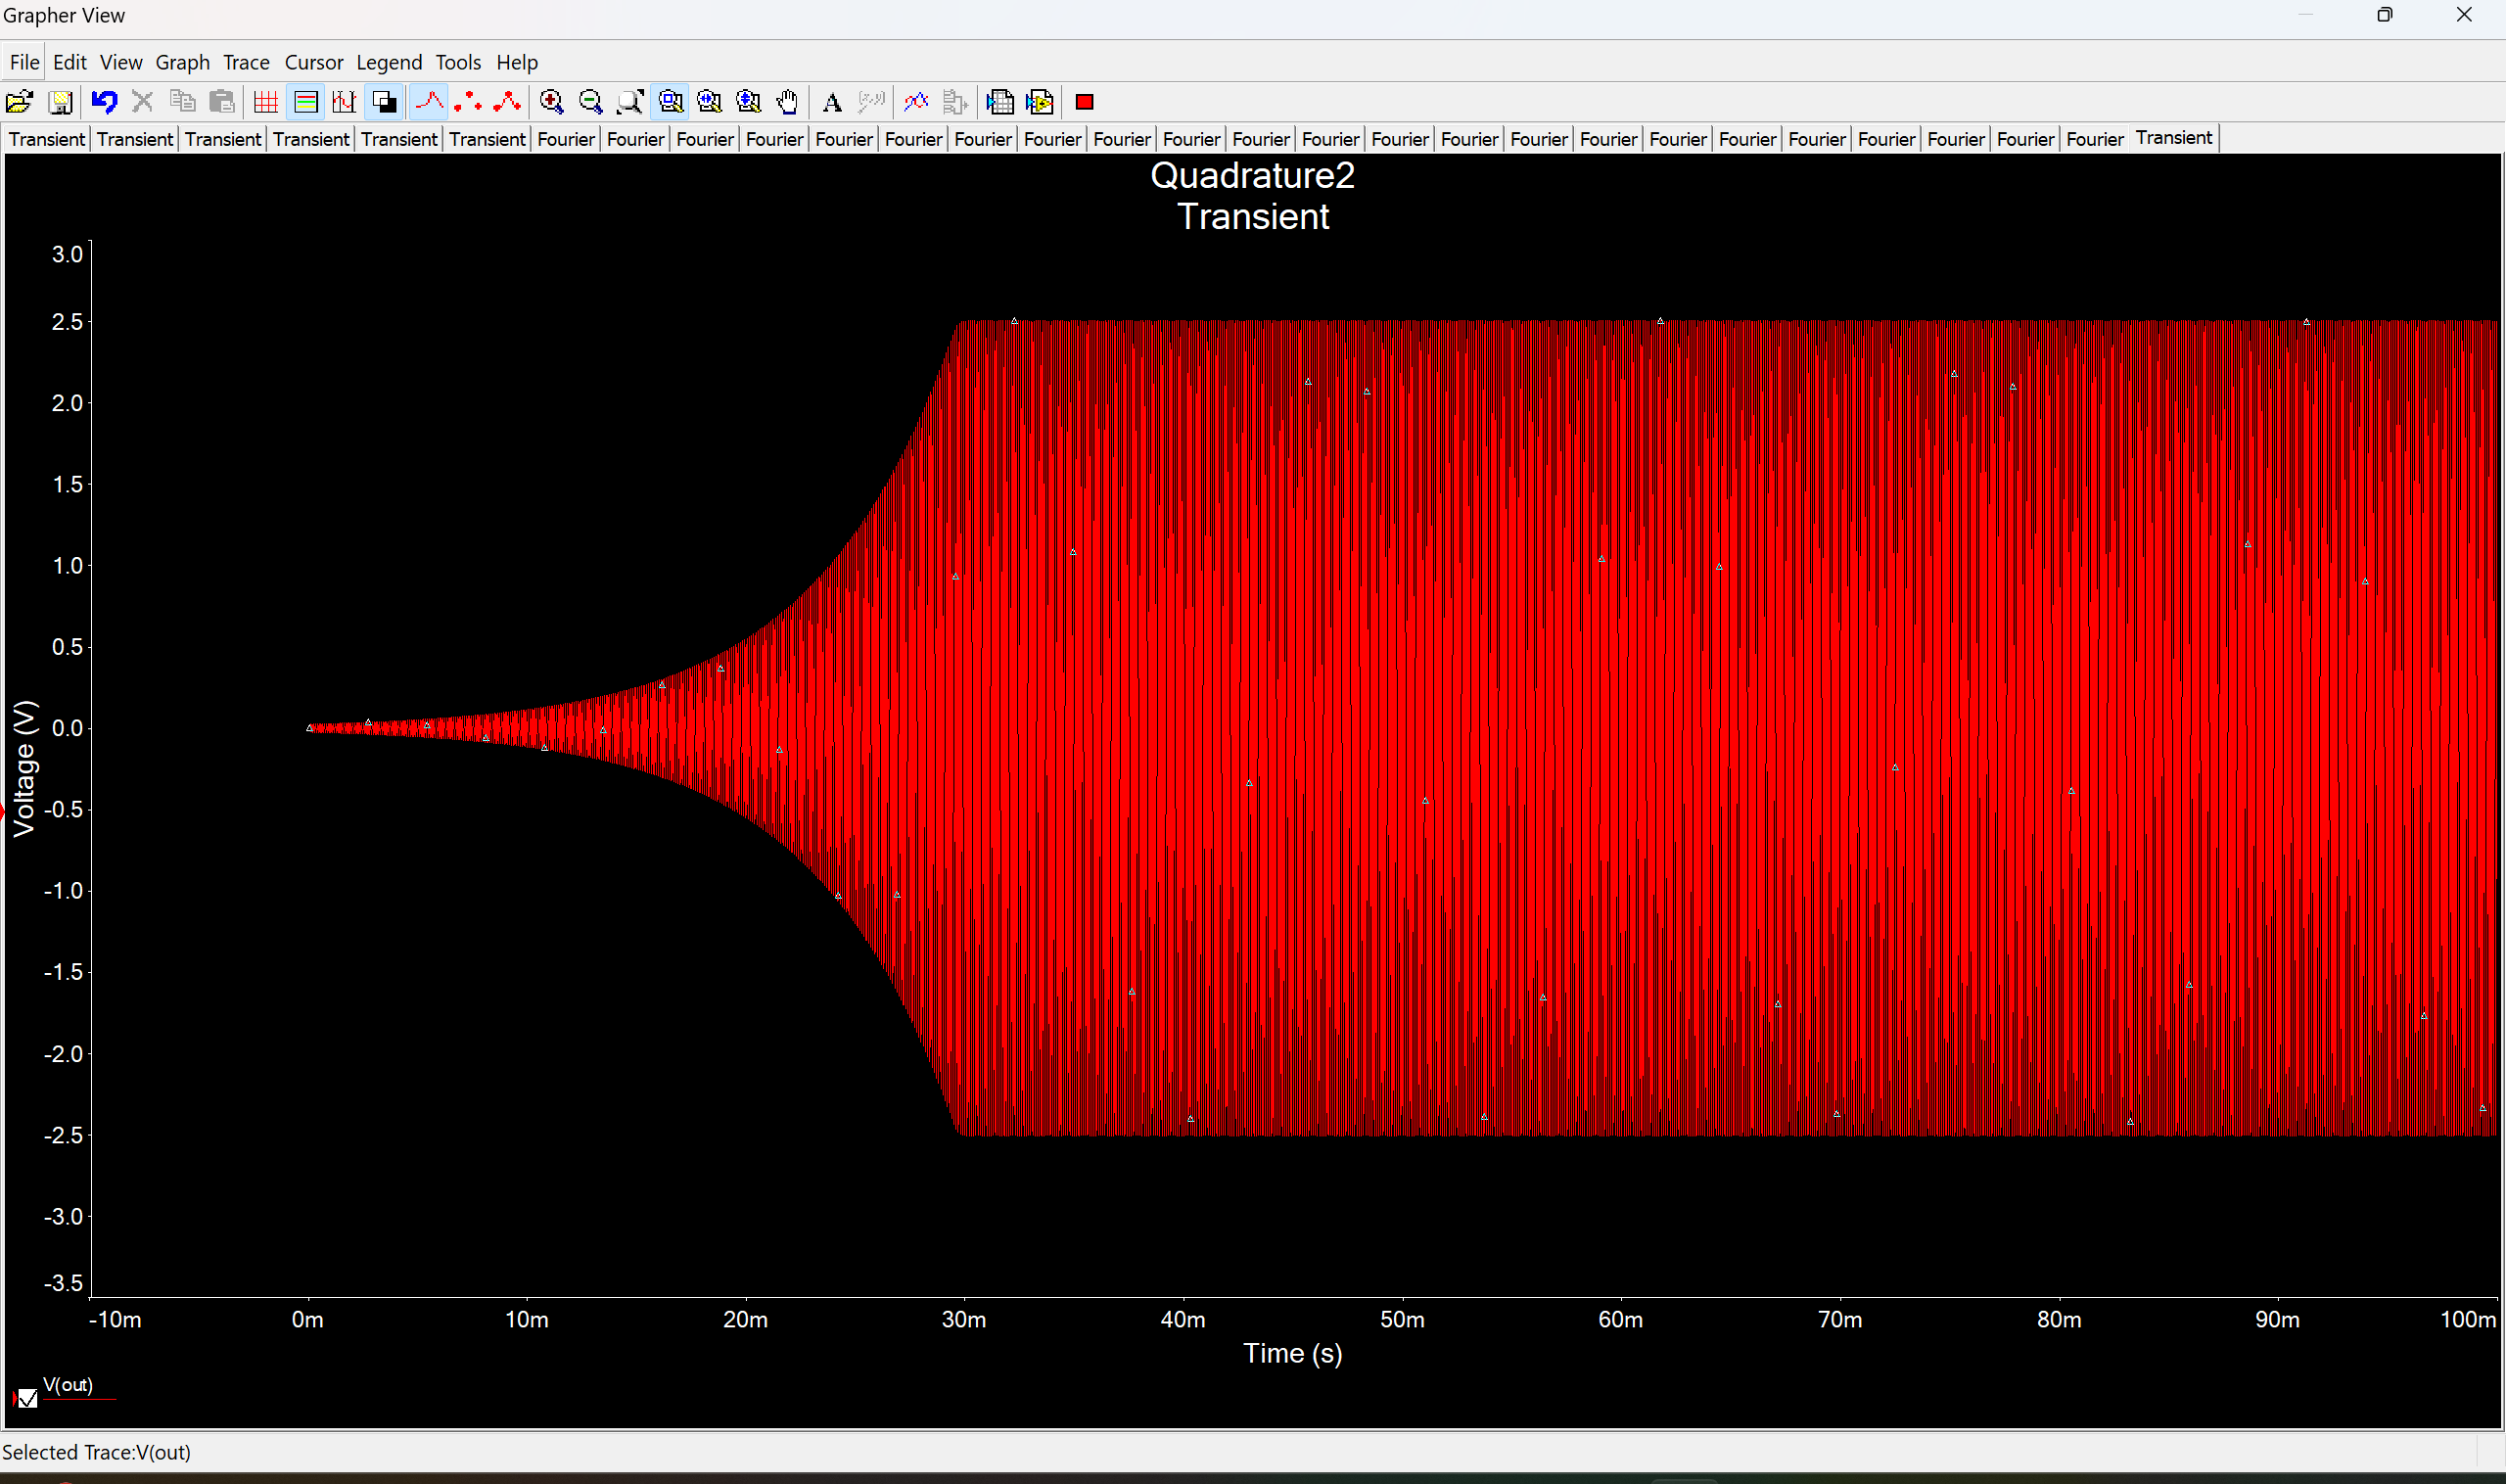 Grapher View
File Edit View Graph Trace Cursor Legend Tools Help
Transient Transient Transient Transient Transient Transient Fourier Fourier Fourier Fourier Fourier Fourier Fourier Fourier Fourier Fourier Fourier Fourier Fourier Fourier Fourier Fourier Fourier Fourier Fourier Fourier Fourier Fourier Fourier Transient
Quadrature2
Transient
3.0
2.5
2.0
1.5
1.0
0.5
0.0
-0.5
-1.0
-1.5
-2.0
-2.5
-3.0
-3.5
Voltage (V)
-10m 0m 10m 20m 30m 40m 50m 60m 70m 80m 90m 100m
Time (s)
V(out)
Selected Trace:V(out)